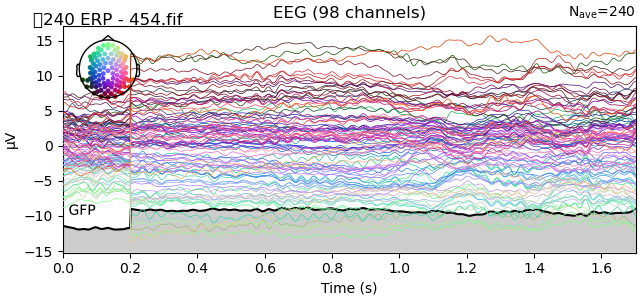 240 ERP - 454.fif
EEG (98 channels)
Nave=240
µV
15
10
5
0
−5
−10
−15
GFP
0.0 0.2 0.4 0.6 0.8 1.0 1.2 1.4 1.6
Time (s)